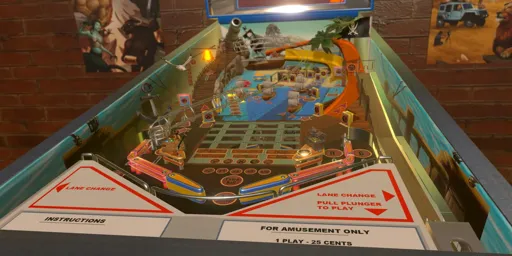 LANE CHANGE
INSTRUCTIONS
LANE CHANGE
PULL PLUNGER
TO PLAY
FOR AMUSEMENT ONLY
1 PLAY - 25 CENTS